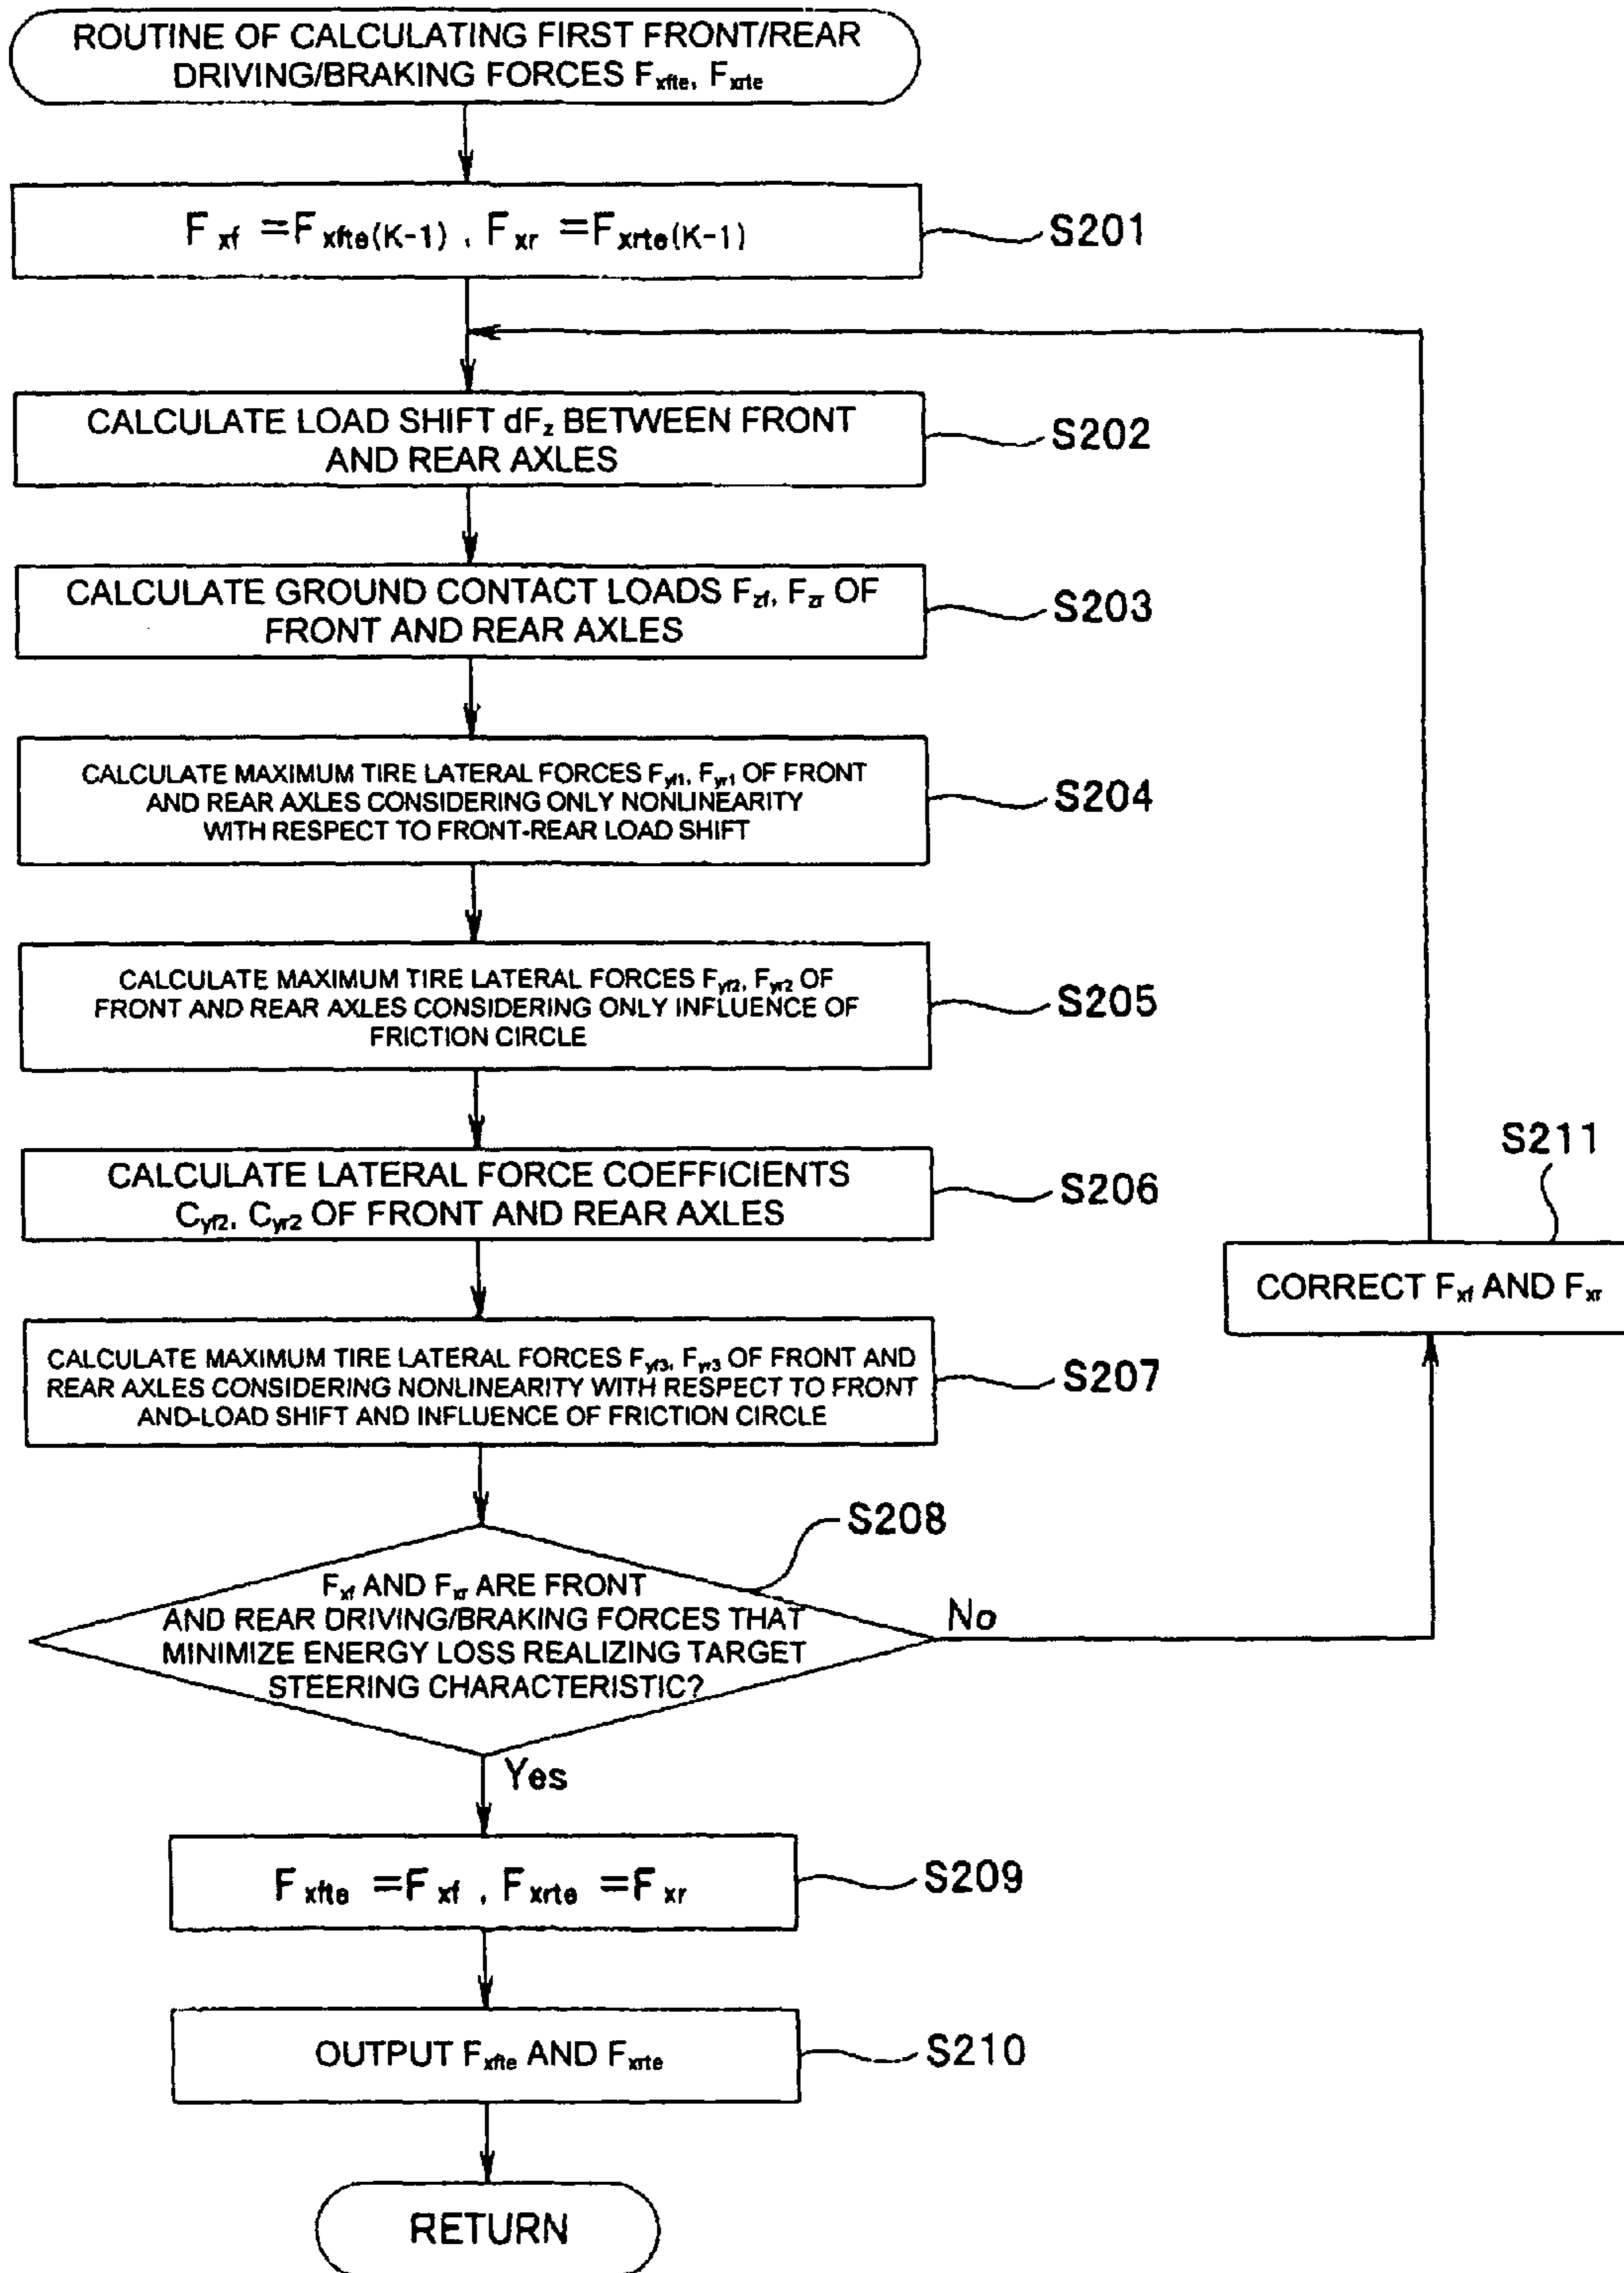 ROUTINE OF CALCULATING FIRST FRONT/REAR
DRIVING/BRAKING FORCES Fxfte, Fxrte
Fxf =Fxfte(K-1) , Fxr =Fxrte(K-1)
S201
CALCULATE LOAD SHIFT dFz BETWEEN FRONT
AND REAR AXLES
S202
CALCULATE GROUND CONTACT LOADS Fzf, Fzr OF
FRONT AND REAR AXLES
S203
CALCULATE MAXIMUM TIRE LATERAL FORCES Fyf1, Fyr1 OF FRONT
AND REAR AXLES CONSIDERING ONLY NONLINEARITY
WITH RESPECT TO FRONT-REAR LOAD SHIFT
S204
CALCULATE MAXIMUM TIRE LATERAL FORCES Fyf2, Fyr2 OF
FRONT AND REAR AXLES CONSIDERING ONLY INFLUENCE OF
FRICTION CIRCLE
S205
CALCULATE LATERAL FORCE COEFFICIENTS
Cyf2, Cyr2 OF FRONT AND REAR AXLES
S206
S211
CORRECT Fxf AND Fxr
CALCULATE MAXIMUM TIRE LATERAL FORCES Fyf3, Fyr3 OF FRONT AND
REAR AXLES CONSIDERING NONLINEARITY WITH RESPECT TO FRONT
AND-LOAD SHIFT AND INFLUENCE OF FRICTION CIRCLE
S207
S208
Fxf AND Fxr ARE FRONT
AND REAR DRIVING/BRAKING FORCES THAT
MINIMIZE ENERGY LOSS REALIZING TARGET
STEERING CHARACTERISTIC?
No
Yes
Fxfte =Fxf , Fxrte =Fxr
S209
OUTPUT Fxfte AND Fxrte
S210
RETURN